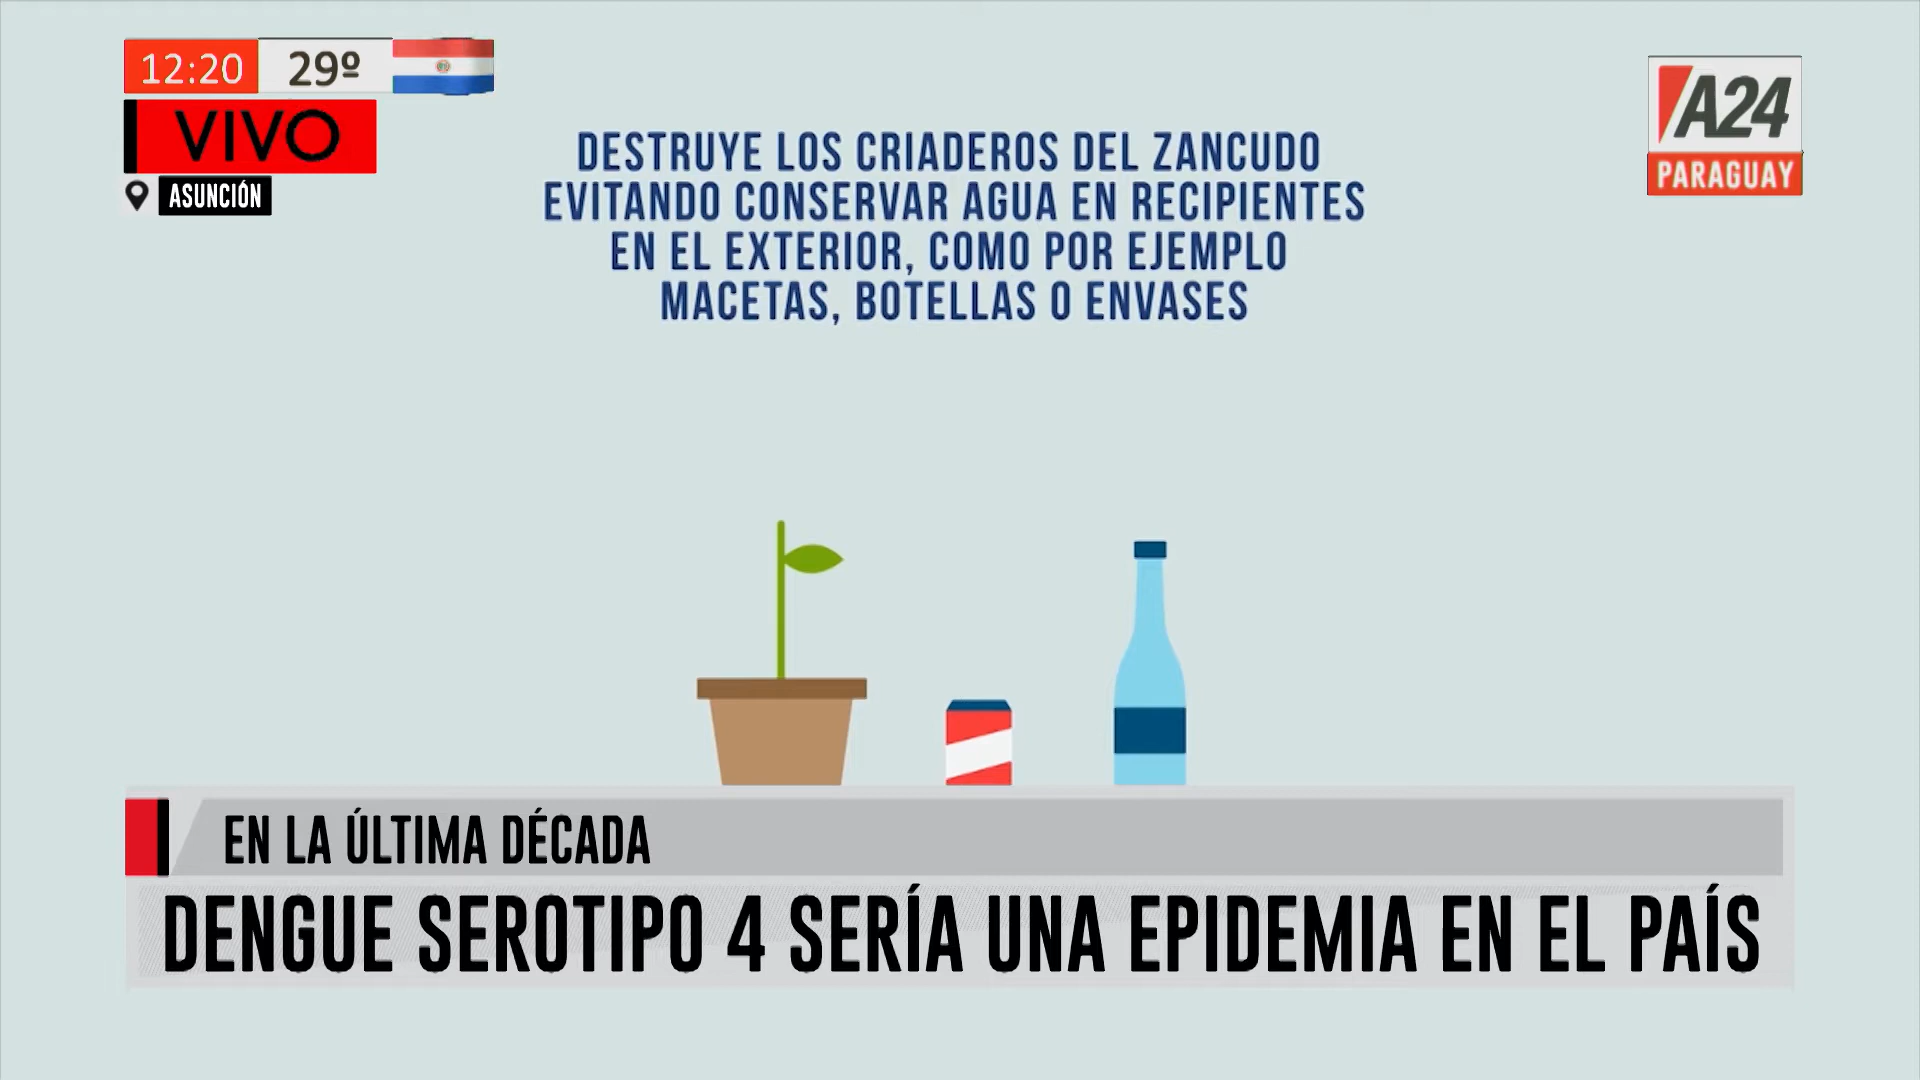 12:20 29º
VIVO
ASUNCIÓN
A24
PARAGUAY
DESTRUYE LOS CRIADEROS DEL ZANCUDO
EVITANDO CONSERVAR AGUA EN RECIPIENTES
EN EL EXTERIOR, COMO POR EJEMPLO
MACETAS, BOTELLAS O ENVASES
EN LA ÚLTIMA DÉCADA
DENGUE SEROTIPO 4 SERÍA UNA EPIDEMIA EN EL PAÍS